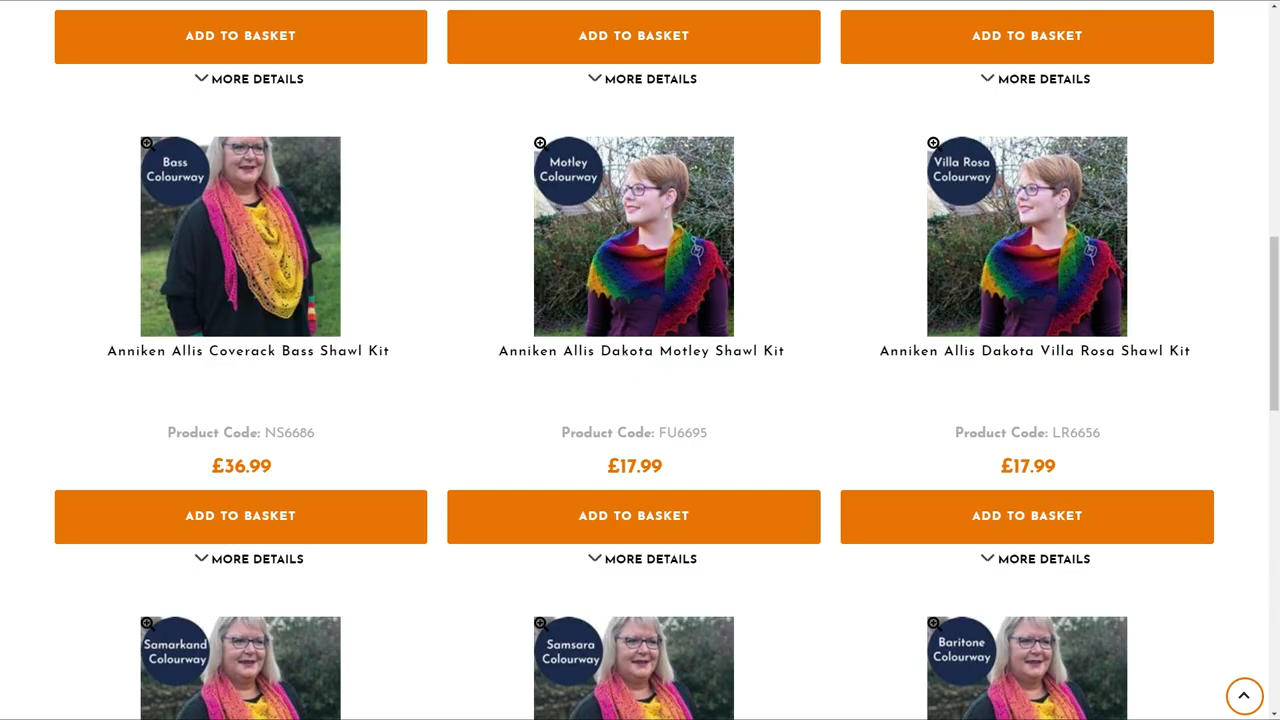 ADD TO BASKET
ADD TO BASKET
ADD TO BASKET
MORE DETAILS
MORE DETAILS
MORE DETAILS
Bass
Colourway
Motley
Colourway
Villa Rosa
Colourway
Anniken Allis Coverack Bass Shawl Kit
Anniken Allis Dakota Motley Shawl Kit
Anniken Allis Dakota Villa Rosa Shawl Kit
Product Code: NS6686
Product Code: FU6695
Product Code: LR6656
£36.99
£17.99
£17.99
ADD TO BASKET
ADD TO BASKET
ADD TO BASKET
MORE DETAILS
MORE DETAILS
MORE DETAILS
Samarkand
Colourway
Samsara
Colourway
Baritone
Colourway